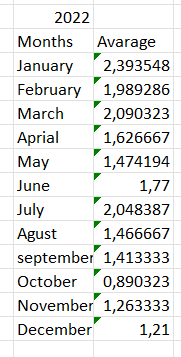 2022
Months Avarage
January 2,393548
February 1,989286
March 2,090323
Aprial 1,626667
May 1,474194
June 1,77
July 2,048387
Agust 1,466667
september 1,413333
October 0,890323
November 1,263333
December 1,21